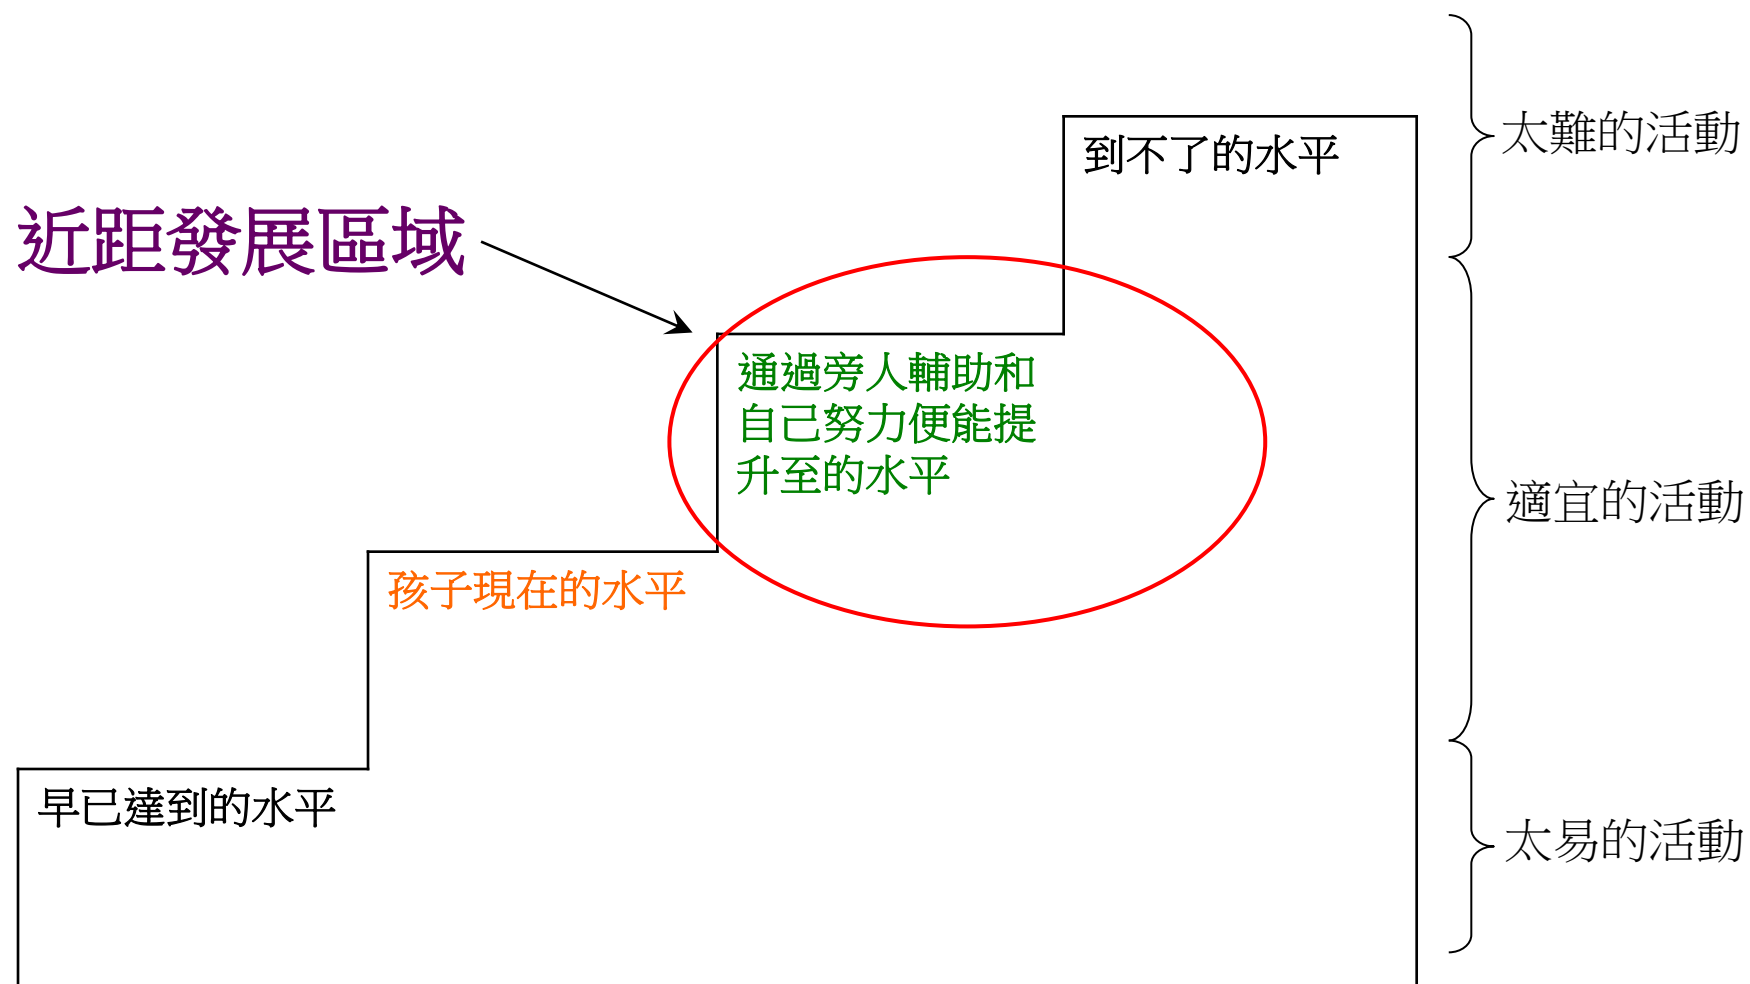 太難的活動
到不了的水平
近距發展區域
通過旁人輔助和
自己努力便能提
升至的水平
適宜的活動
孩子現在的水平
早已達到的水平
太易的活動